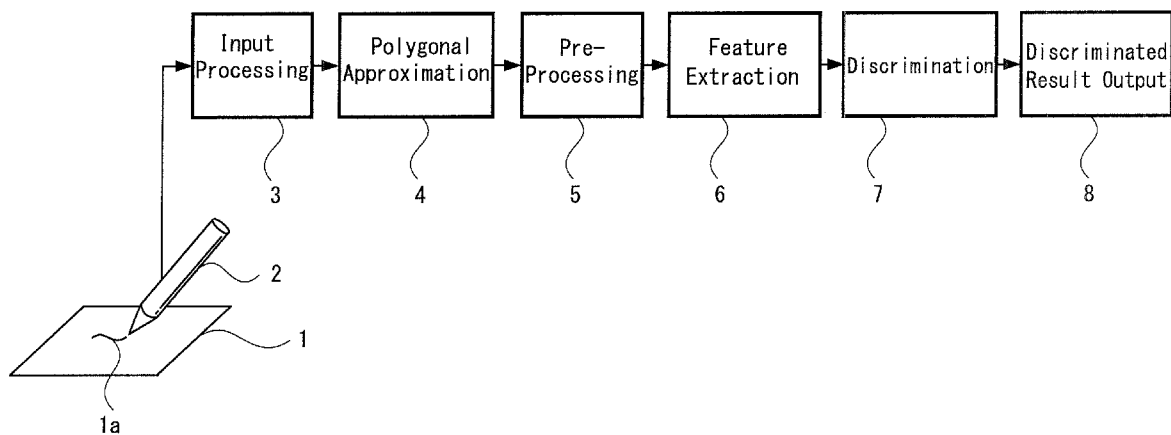 Input
Processing
Polygonal
Approximation
Pre-
Processing
Feature
Extraction
Discrimination
Discriminated
Result Output
3
4
5
6
7
8
2
1
1a